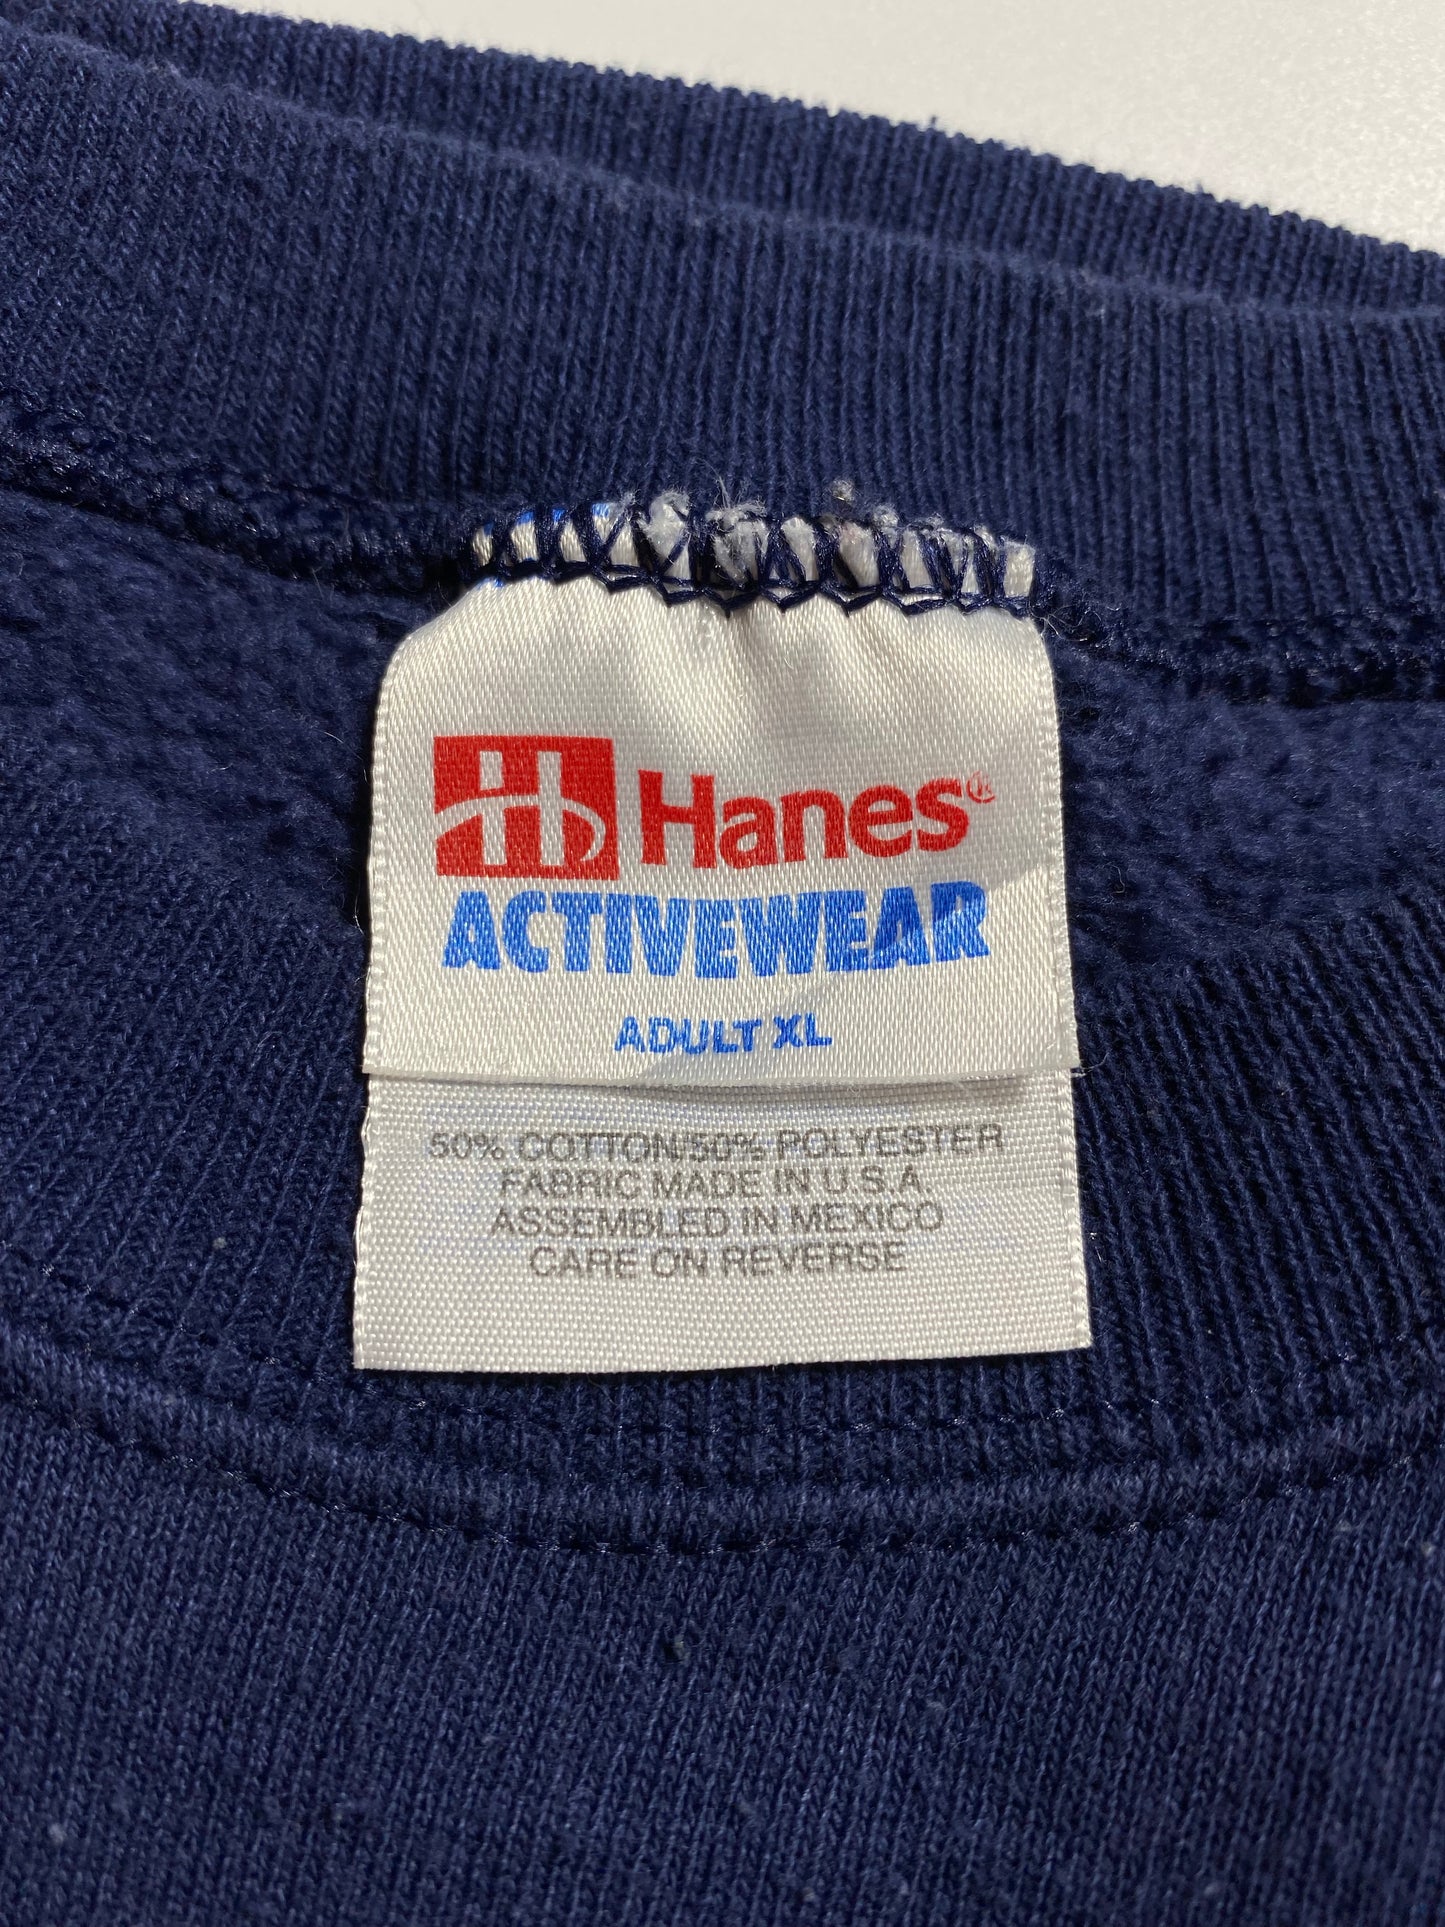 Hanes®
ACTIVEWEAR
ADULT XL
50% COTTON/50% POLYESTER
FABRIC MADE IN U.S.A.
ASSEMBLED IN MEXICO
CARE ON REVERSE